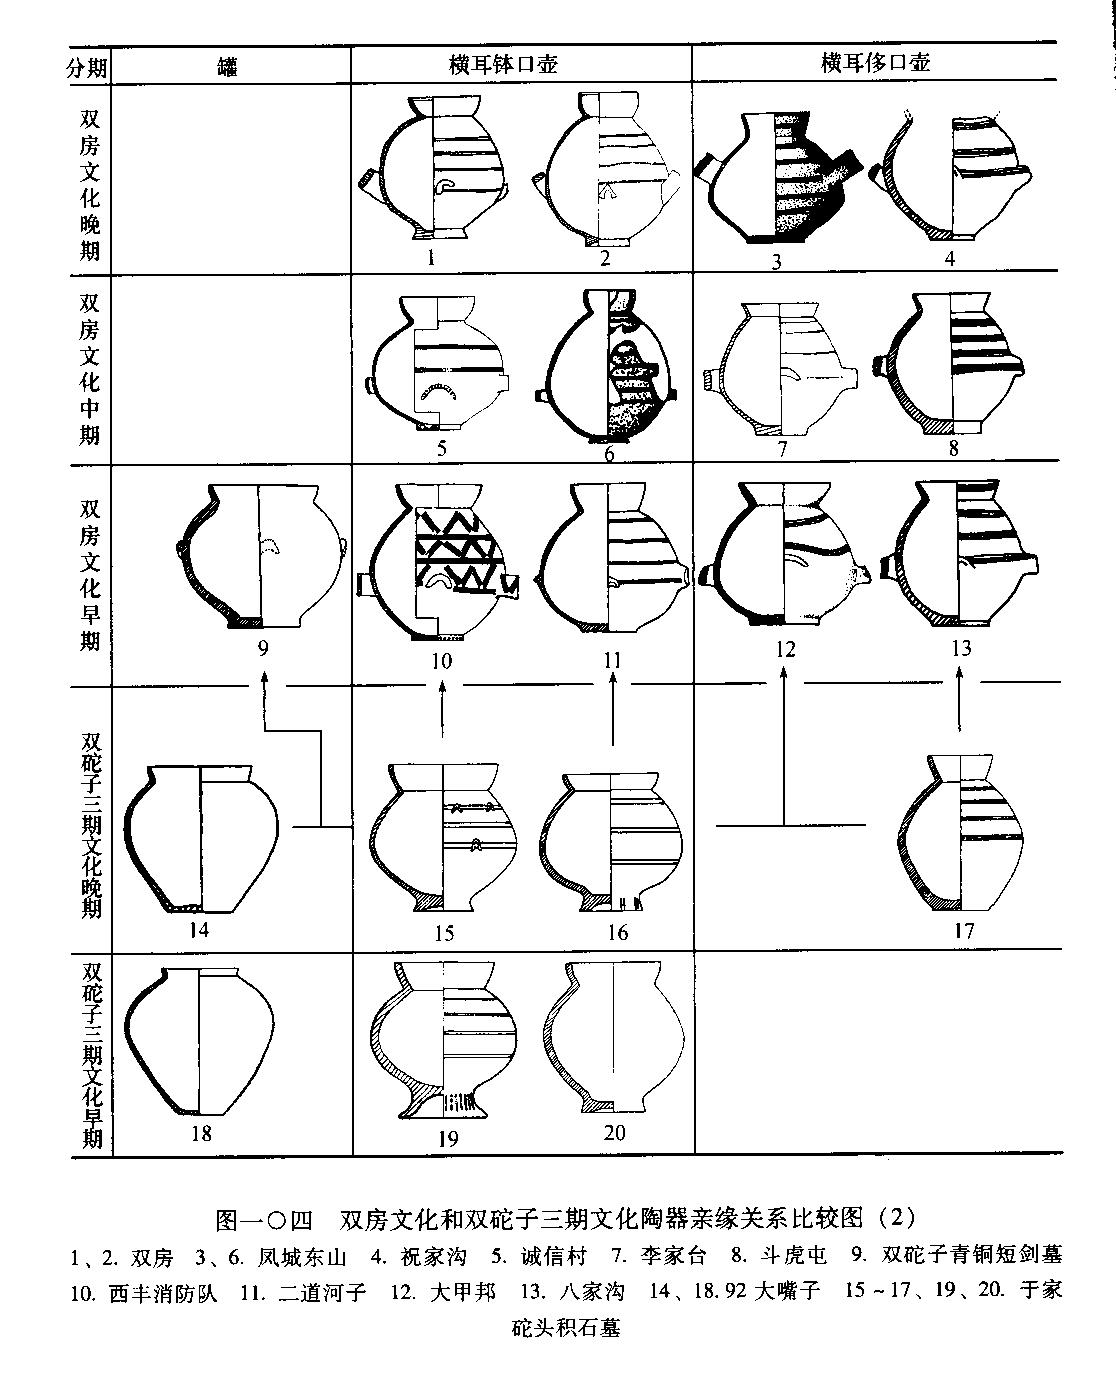 分期 罐 横耳钵口壶 横耳侈口壶
双房文化晚期
1 2 3 4
双房文化中期
5 6 7 8
双房文化早期
9 10 11 12 13
双砣子三期文化晚期
14 15 16 17
双砣子三期文化早期
18 19 20
图一〇四 双房文化和双砣子三期文化陶器亲缘关系比较图（2）
1、2. 双房 3、6. 凤城东山 4. 祝家沟 5. 诚信村 7. 李家台 8. 斗虎屯 9. 双砣子青铜短剑墓
10. 西丰消防队 11. 二道河子 12. 大甲邦 13. 八家沟 14、18.92大嘴子 15～17、19、20. 于家
砣头积石墓